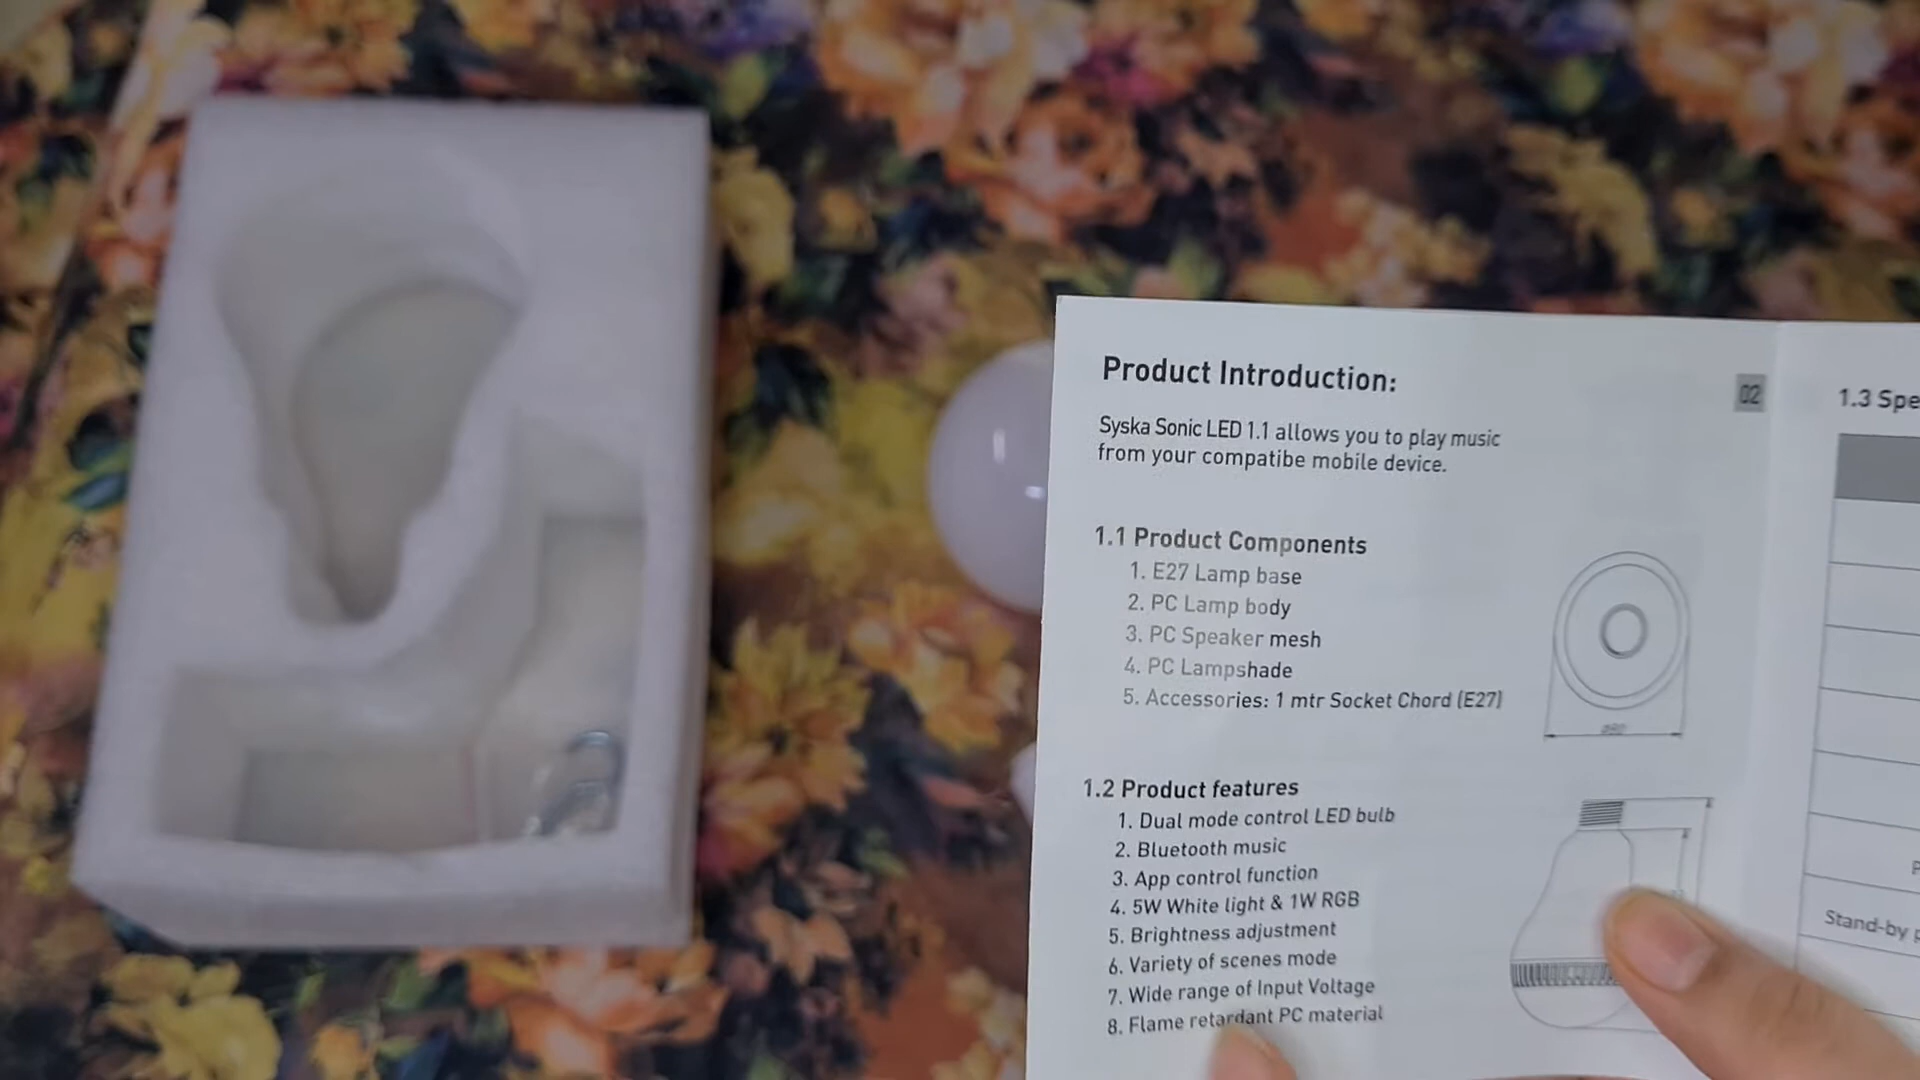 Product Introduction:
02
Syska Sonic LED 1.1 allows you to play music
from your compatibe mobile device.
1.1 Product Components
1. E27 Lamp base
2. PC Lamp body
3. PC Speaker mesh
4. PC Lampshade
5. Accessories: 1 mtr Socket Chord (E27)
1.2 Product features
1. Dual mode control LED bulb
2. Bluetooth music
3. App control function
4. 5W White light & 1W RGB
5. Brightness adjustment
6. Variety of scenes mode
7. Wide range of Input Voltage
8. Flame retardant PC material
1.3 Spe
Stand-by p